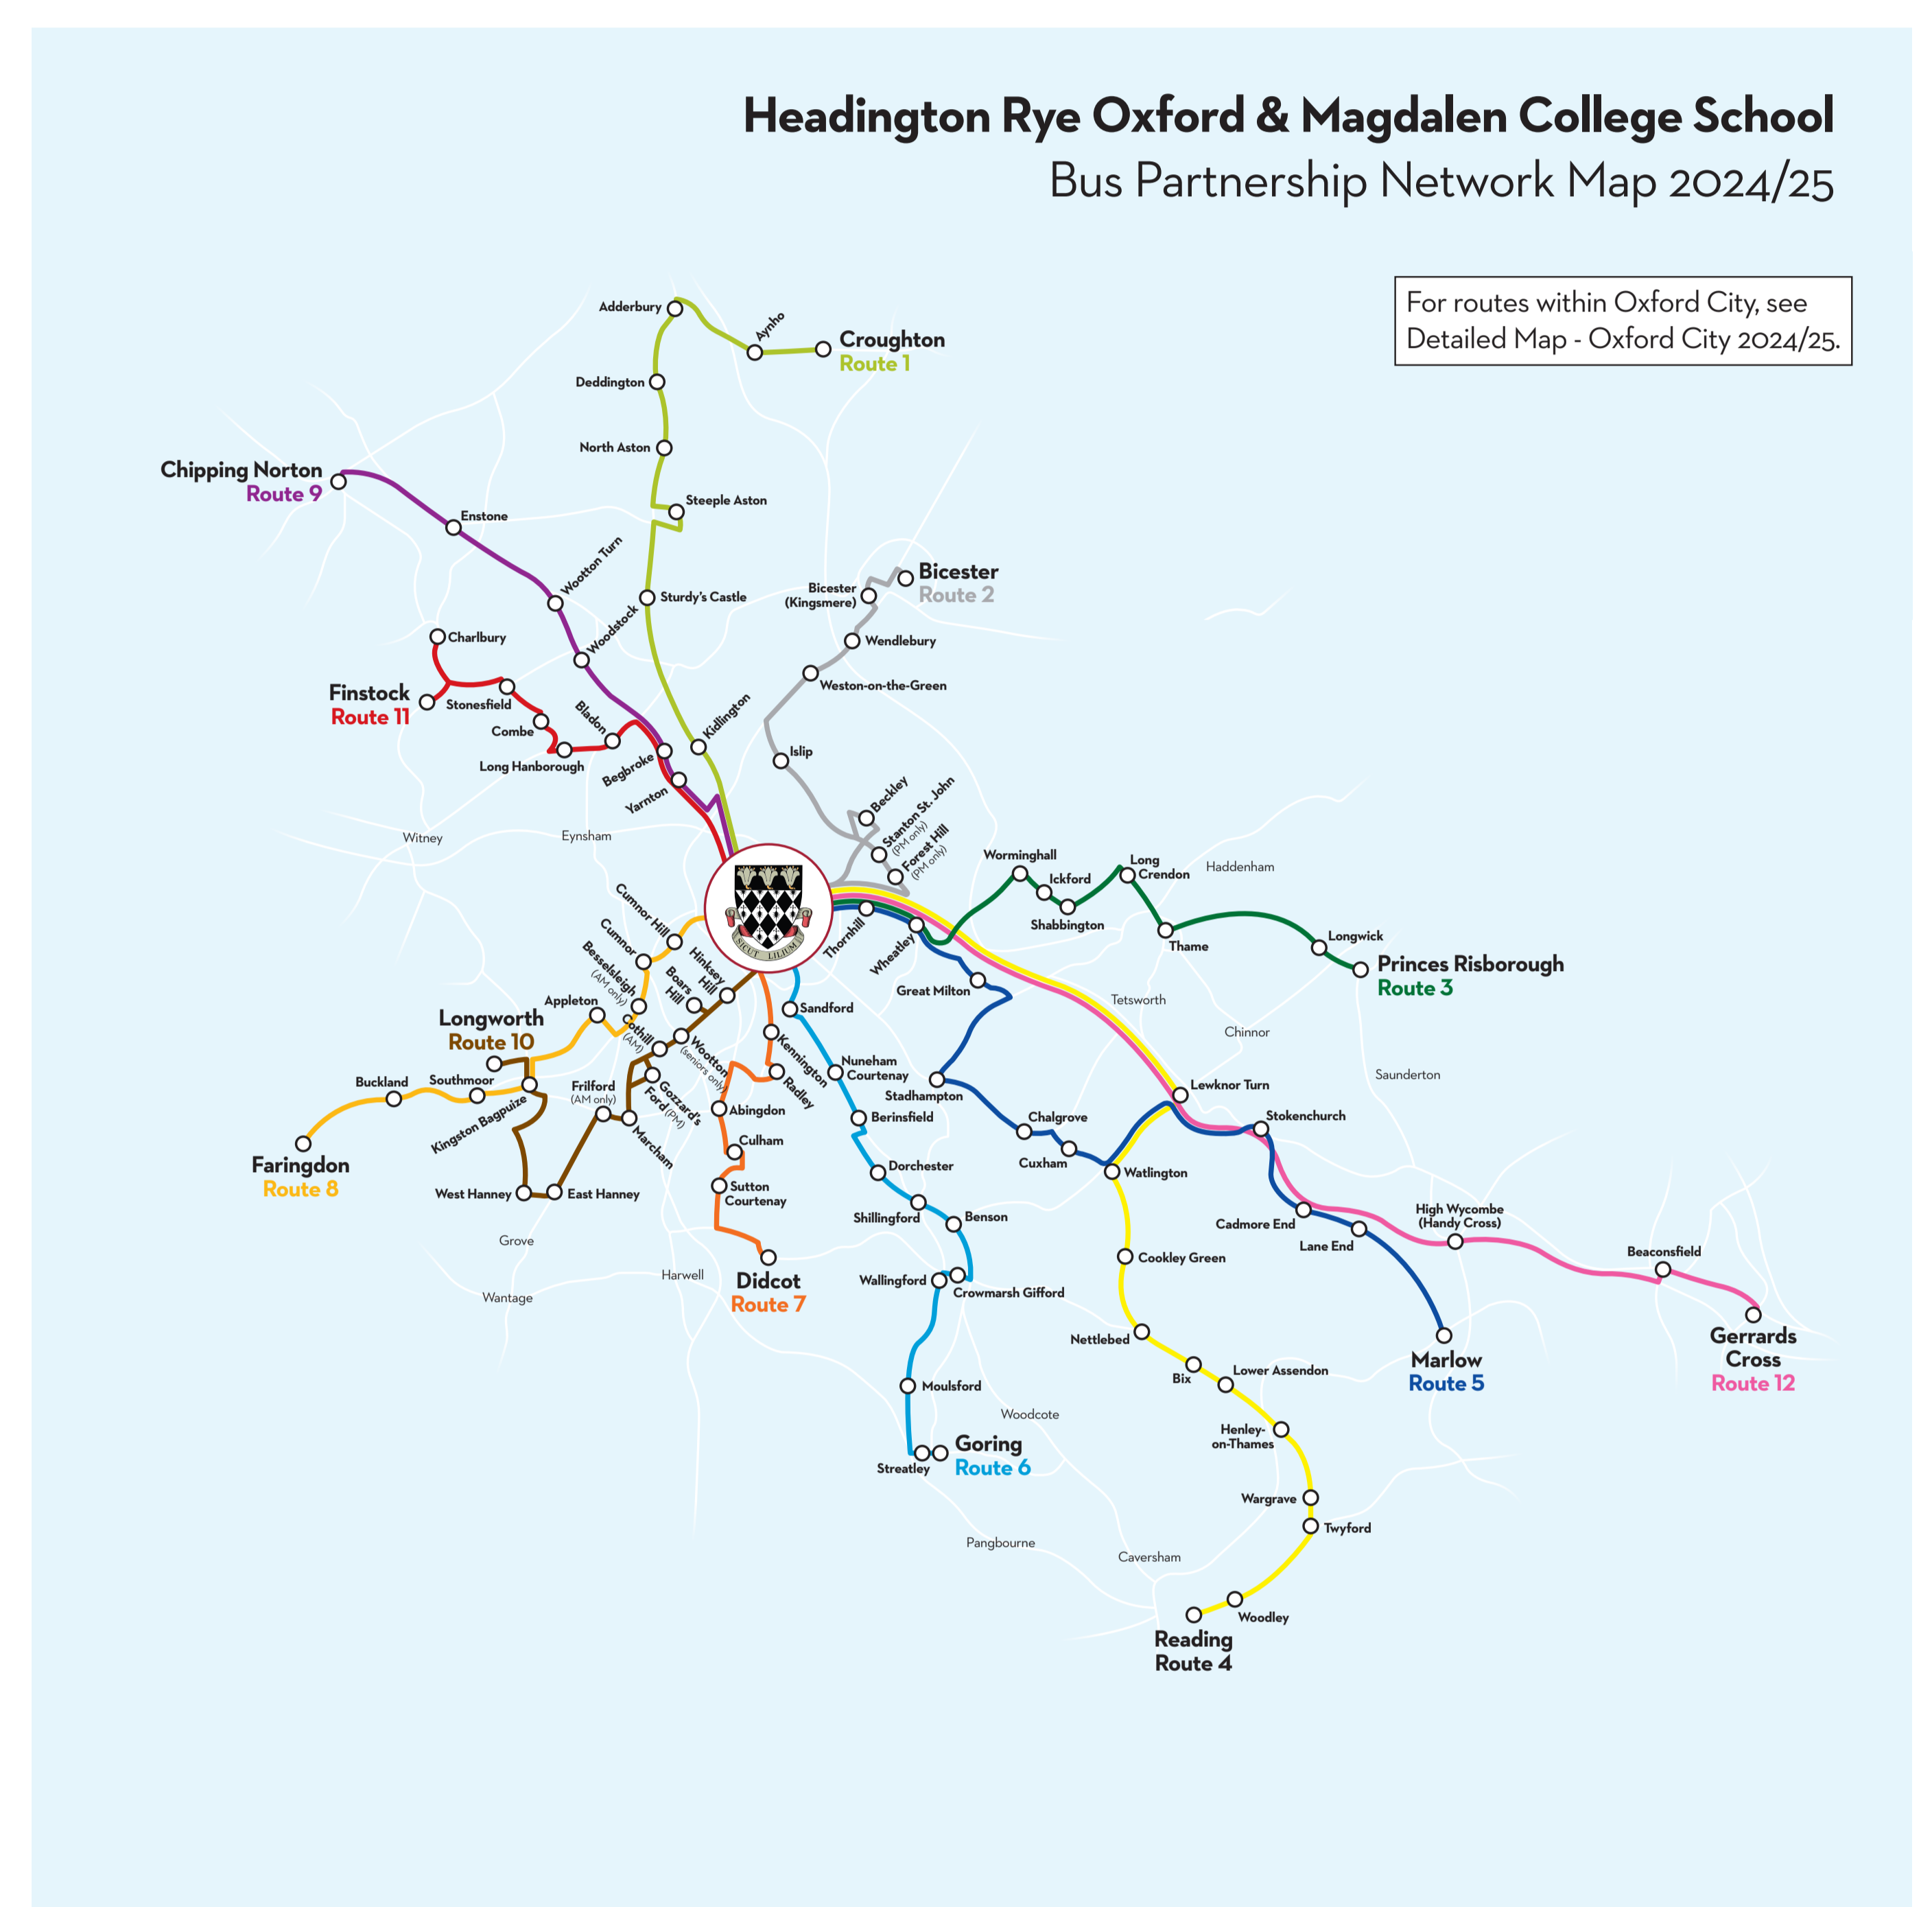 Headington Rye Oxford & Magdalen College School
Bus Partnership Network Map 2024/25
For routes within Oxford City, see
Detailed Map - Oxford City 2024/25.
Adderbury
Aynho
Croughton
Route 1
Deddington
North Aston
Steeple Aston
Sturdy's Castle
Kidlington
Chipping Norton
Route 9
Enstone
Wootton Turn
Woodstock
Begbroke
Yarnton
Bicester
Route 2
Bicester
(Kingsmere)
Wendlebury
Weston-on-the-Green
Islip
Beckley
Stanton St. John
(PM only)
Forest Hill
(PM only)
Charlbury
Finstock
Route 11
Stonesfield
Combe
Long Hanborough
Bladon
Witney
Eynsham
SICUT LILIUM
Thornhill
Wheatley
Worminghall
Ickford
Shabbington
Long
Crendon
Haddenham
Thame
Longwick
Princes Risborough
Route 3
Great Milton
Tetsworth
Chinnor
Saunderton
Stadhampton
Chalgrove
Cuxham
Watlington
Lewknor Turn
Stokenchurch
Cadmore End
Lane End
Marlow
Route 5
High Wycombe
(Handy Cross)
Beaconsfield
Gerrards
Cross
Route 12
Cookley Green
Nettlebed
Bix
Lower Assendon
Henley-
on-Thames
Wargrave
Twyford
Woodley
Reading
Route 4
Woodcote
Pangbourne
Caversham
Cumnor Hill
Cumnor
Besselsleigh
(AM only)
Appleton
Longworth
Route 10
Buckland
Southmoor
Kingston Bagpuize
Faringdon
Route 8
Hinksey
Hill
Boars
Hill
Wootton
(seniors only)
Cothill
(AM)
Gozzard's
Ford (PM)
Frilford
(AM only)
Marcham
West Hanney
East Hanney
Grove
Wantage
Harwell
Kennington
Radley
Abingdon
Culham
Sutton
Courtenay
Didcot
Route 7
Sandford
Nuneham
Courtenay
Berinsfield
Dorchester
Shillingford
Benson
Wallingford
Crowmarsh Gifford
Moulsford
Streatley
Goring
Route 6